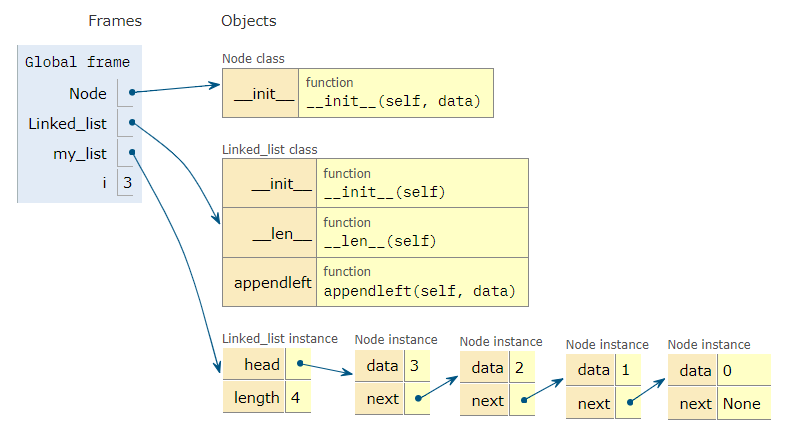 Frames
Objects
Global frame
Node
Linked_list
my_list
i 3
Node class
__init__
function
__init__(self, data)
Linked_list class
__init__
function
__init__(self)
__len__
function
__len__(self)
appendleft
function
appendleft(self, data)
Linked_list instance
head
length 4
Node instance
data 3
next
Node instance
data 2
next
Node instance
data 1
next
Node instance
data 0
next None